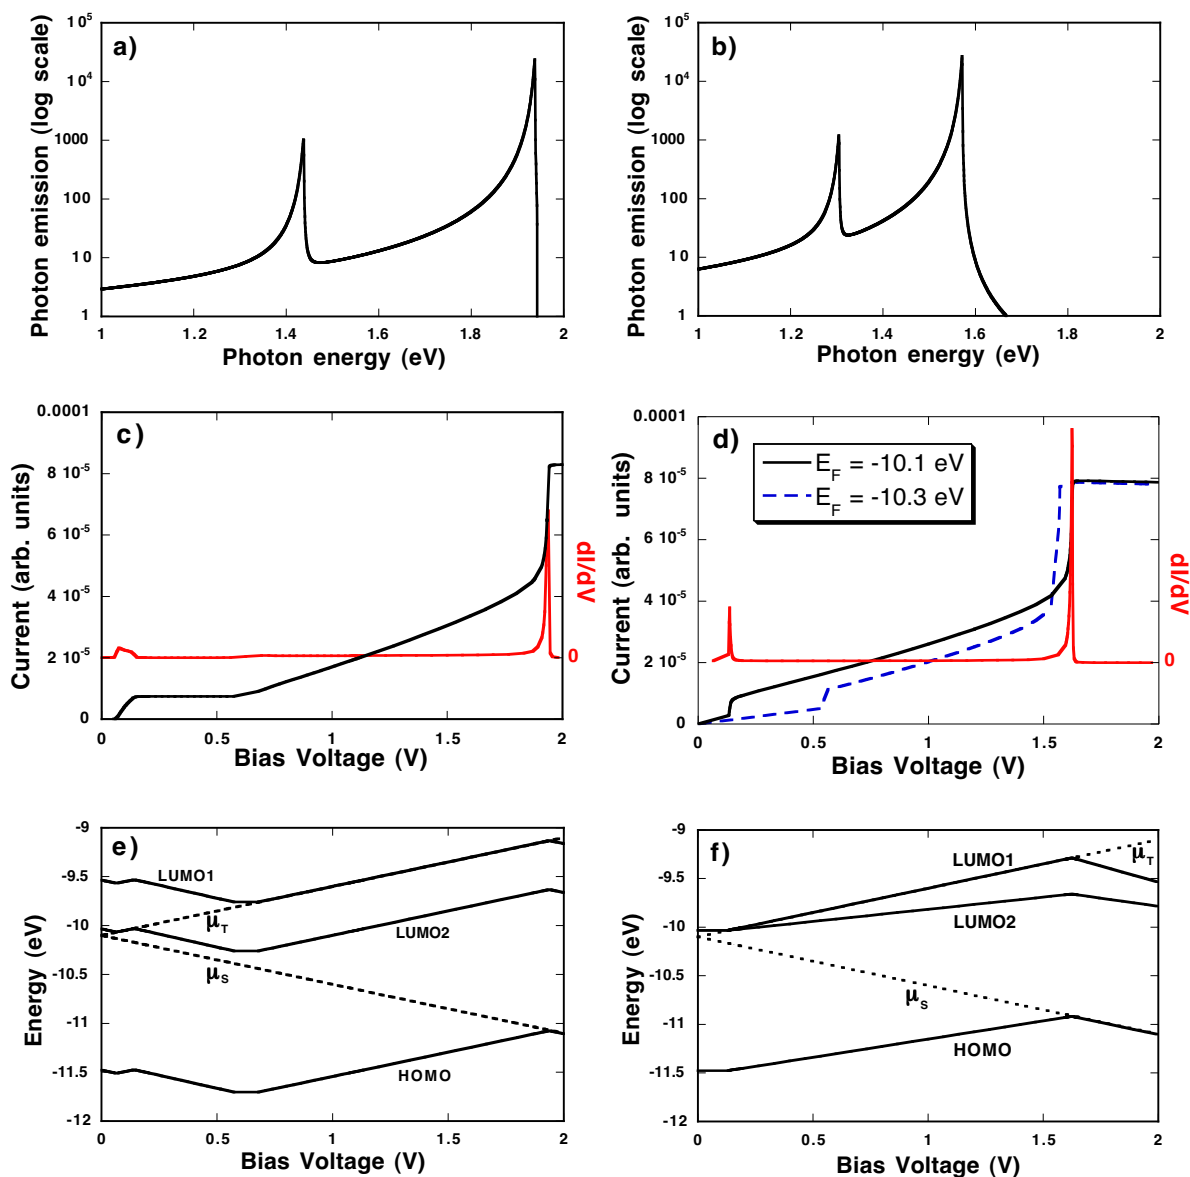 a)
Photon emission (log scale)
10^5
10^4
1000
100
10
1
1
1.2
1.4
1.6
1.8
2
Photon energy (eV)
b)
Photon emission (log scale)
10^5
10^4
1000
100
10
1
1
1.2
1.4
1.6
1.8
2
Photon energy (eV)
c)
Current (arb. units)
0.0001
8 10^-5
6 10^-5
4 10^-5
2 10^-5
0
0
0.5
1
1.5
2
Bias Voltage (V)
dI/dV
0
d)
Current (arb. units)
0.0001
8 10^-5
6 10^-5
4 10^-5
2 10^-5
0
E_F = -10.1 eV
E_F = -10.3 eV
0
0.5
1
1.5
2
Bias Voltage (V)
dI/dV
0
e)
Energy (eV)
-9
-9.5
-10
-10.5
-11
-11.5
-12
LUMO1
μ_T
LUMO2
μ_S
HOMO
0
0.5
1
1.5
2
Bias Voltage (V)
f)
Energy (eV)
-9
-9.5
-10
-10.5
-11
-11.5
-12
LUMO1
μ_T
LUMO2
μ_S
HOMO
0
0.5
1
1.5
2
Bias Voltage (V)